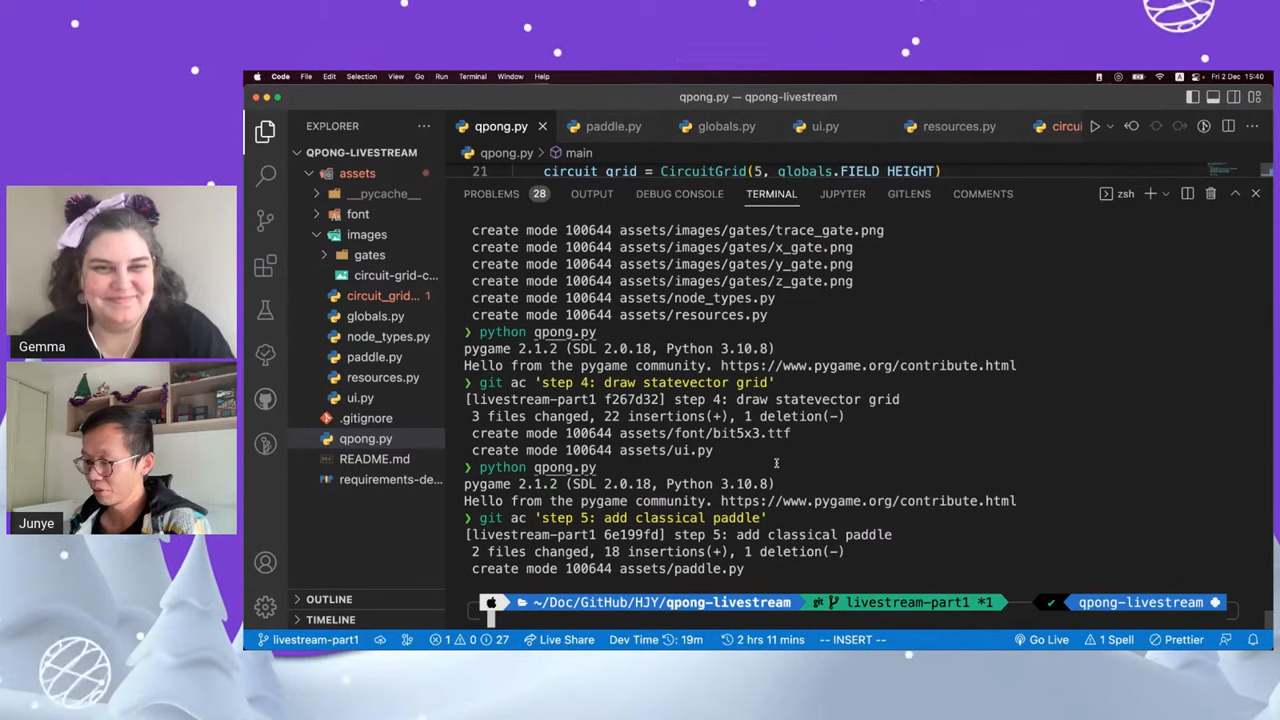 Code File Edit Selection View Go Run Terminal Window Help
Fri 2 Dec 15:40
qpong.py — qpong-livestream
EXPLORER
qpong.py
paddle.py
globals.py
ui.py
resources.py
circui
QPONG-LIVESTREAM
qpong.py > main
assets
21 circuit_grid = CircuitGrid(5, globals.FIELD_HEIGHT)
__pycache__
PROBLEMS 28 OUTPUT DEBUG CONSOLE TERMINAL JUPYTER GITLENS COMMENTS
zsh
font
images
gates
circuit-grid-c...
circuit_grid... 1
globals.py
node_types.py
paddle.py
resources.py
ui.py
.gitignore
qpong.py
README.md
requirements-de...
OUTLINE
TIMELINE
create mode 100644 assets/images/gates/trace_gate.png
create mode 100644 assets/images/gates/x_gate.png
create mode 100644 assets/images/gates/y_gate.png
create mode 100644 assets/images/gates/z_gate.png
create mode 100644 assets/node_types.py
create mode 100644 assets/resources.py
❯ python qpong.py
pygame 2.1.2 (SDL 2.0.18, Python 3.10.8)
Hello from the pygame community. https://www.pygame.org/contribute.html
❯ git ac 'step 4: draw statevector grid'
[livestream-part1 f267d32] step 4: draw statevector grid
3 files changed, 22 insertions(+), 1 deletion(-)
create mode 100644 assets/font/bit5x3.ttf
create mode 100644 assets/ui.py
❯ python qpong.py
pygame 2.1.2 (SDL 2.0.18, Python 3.10.8)
Hello from the pygame community. https://www.pygame.org/contribute.html
❯ git ac 'step 5: add classical paddle'
[livestream-part1 6e199fd] step 5: add classical paddle
2 files changed, 18 insertions(+), 1 deletion(-)
create mode 100644 assets/paddle.py
~/Doc/GitHub/HJY/qpong-livestream git livestream-part1 *1 ✓ qpong-livestream
livestream-part1 1 0 27 Live Share Dev Time: 19m 2 hrs 11 mins -- INSERT -- Go Live 1 Spell Prettier
Gemma
Junye